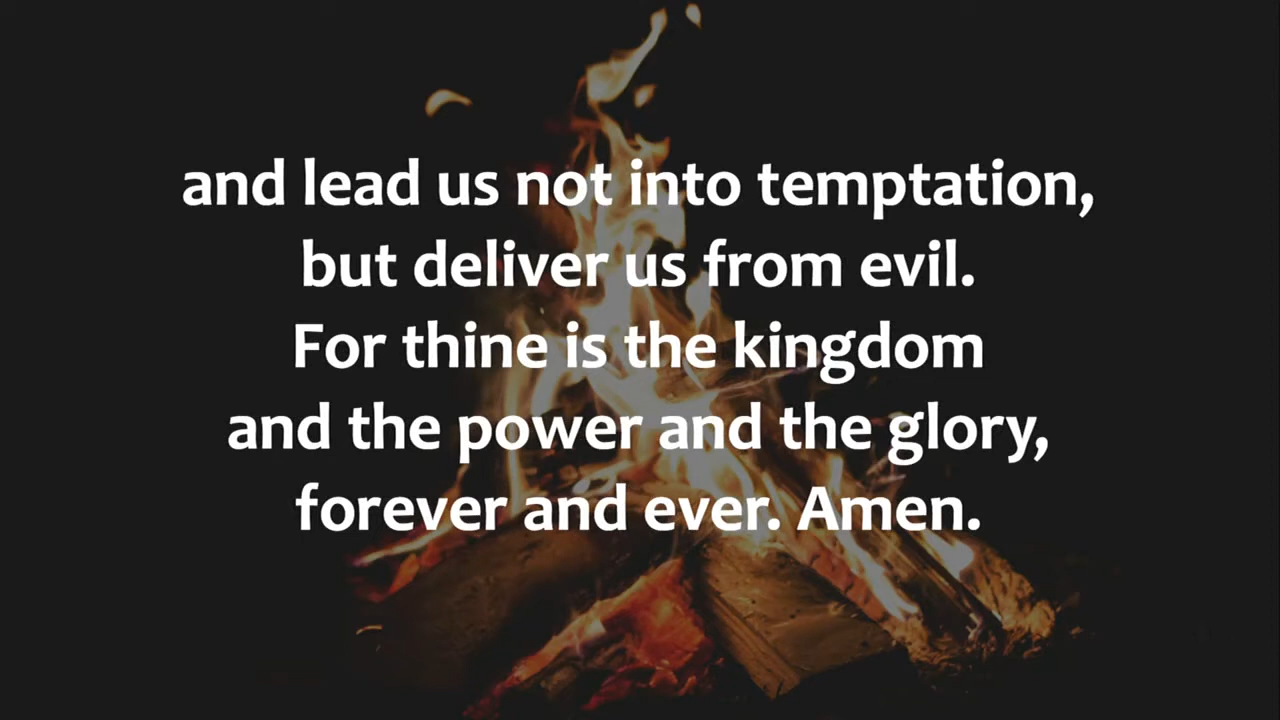 and lead us not into temptation,
but deliver us from evil.
For thine is the kingdom
and the power and the glory,
forever and ever. Amen.